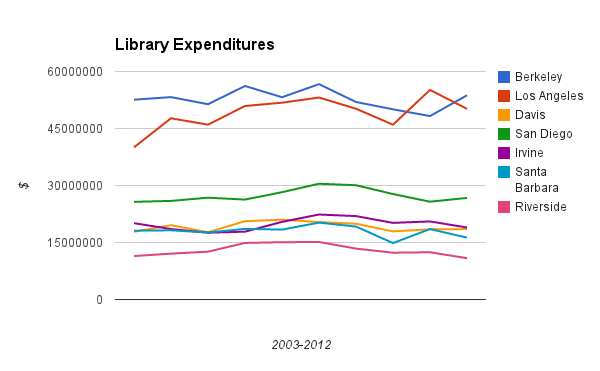 Library Expenditures
60000000
45000000
30000000
15000000
0
$
2003-2012
Berkeley
Los Angeles
Davis
San Diego
Irvine
Santa
Barbara
Riverside